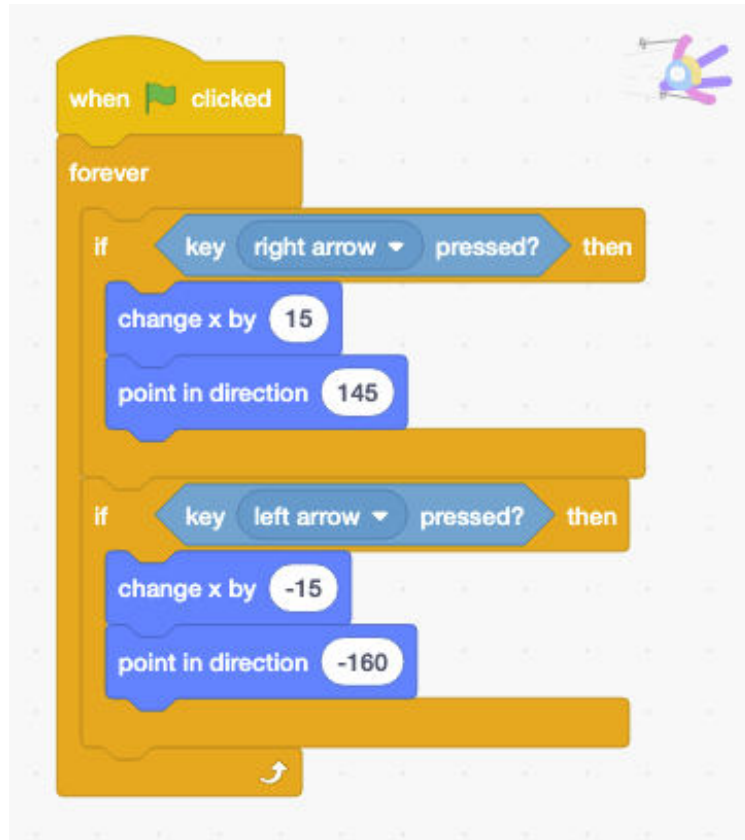 when clicked
forever
if key right arrow pressed? then
change x by 15
point in direction 145
if key left arrow pressed? then
change x by -15
point in direction -160